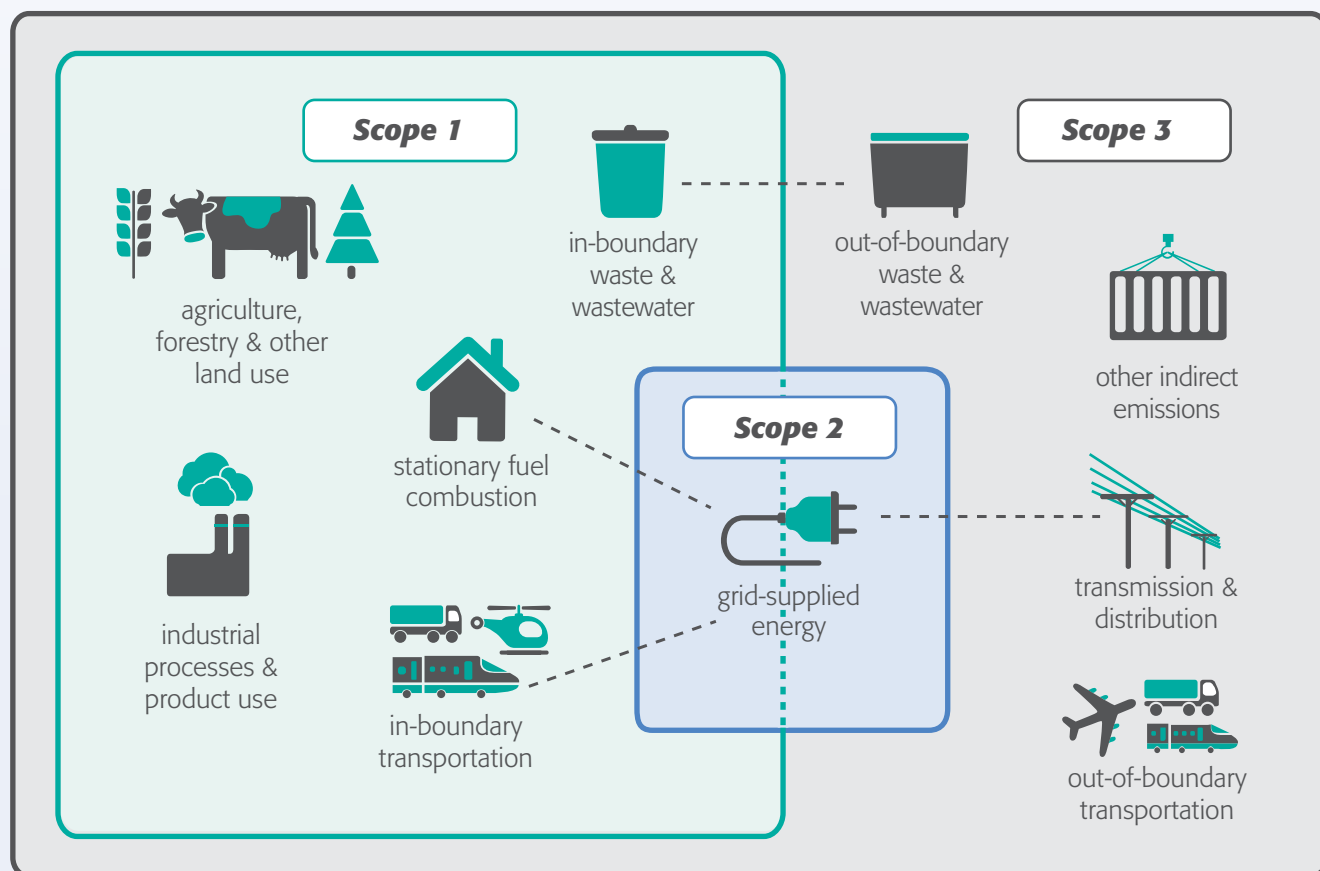 Scope 1
Scope 3
in-boundary
waste &
wastewater
out-of-boundary
waste &
wastewater
agriculture,
forestry & other
land use
other indirect
emissions
Scope 2
stationary fuel
combustion
grid-supplied
energy
transmission &
distribution
industrial
processes &
product use
in-boundary
transportation
out-of-boundary
transportation